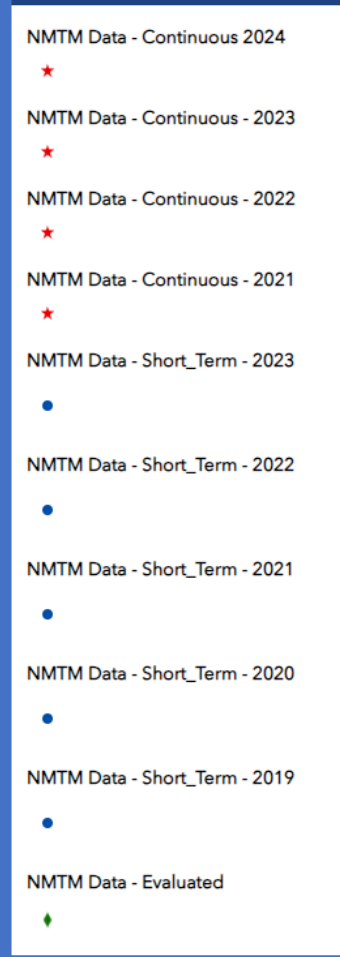 NMTM Data - Continuous 2024
NMTM Data - Continuous - 2023
NMTM Data - Continuous - 2022
NMTM Data - Continuous - 2021
NMTM Data - Short_Term - 2023
NMTM Data - Short_Term - 2022
NMTM Data - Short_Term - 2021
NMTM Data - Short_Term - 2020
NMTM Data - Short_Term - 2019
NMTM Data - Evaluated